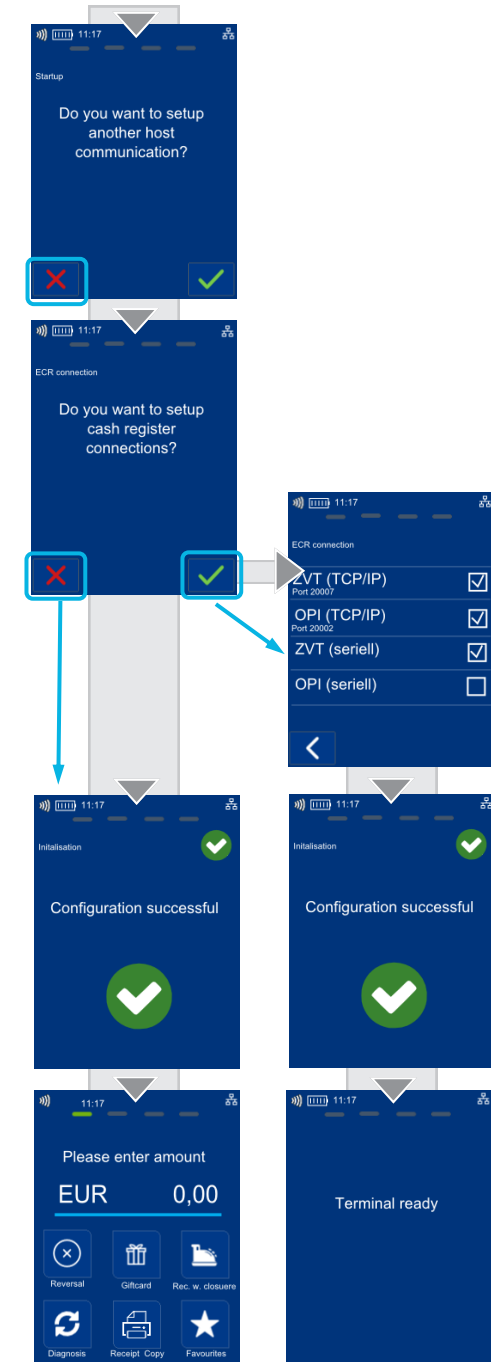 11:17
Startup
Do you want to setup
another host
communication?
11:17
ECR connection
Do you want to setup
cash register
connections?
11:17
ECR connection
ZVT (TCP/IP)
Port 20007
OPI (TCP/IP)
Port 20002
ZVT (seriell)
OPI (seriell)
11:17
Initalisation
Configuration successful
11:17
Initalisation
Configuration successful
11:17
Please enter amount
EUR 0,00
Reversal Giftcard Rec. w. closuere
Diagnosis Receipt Copy Favourites
11:17
Terminal ready